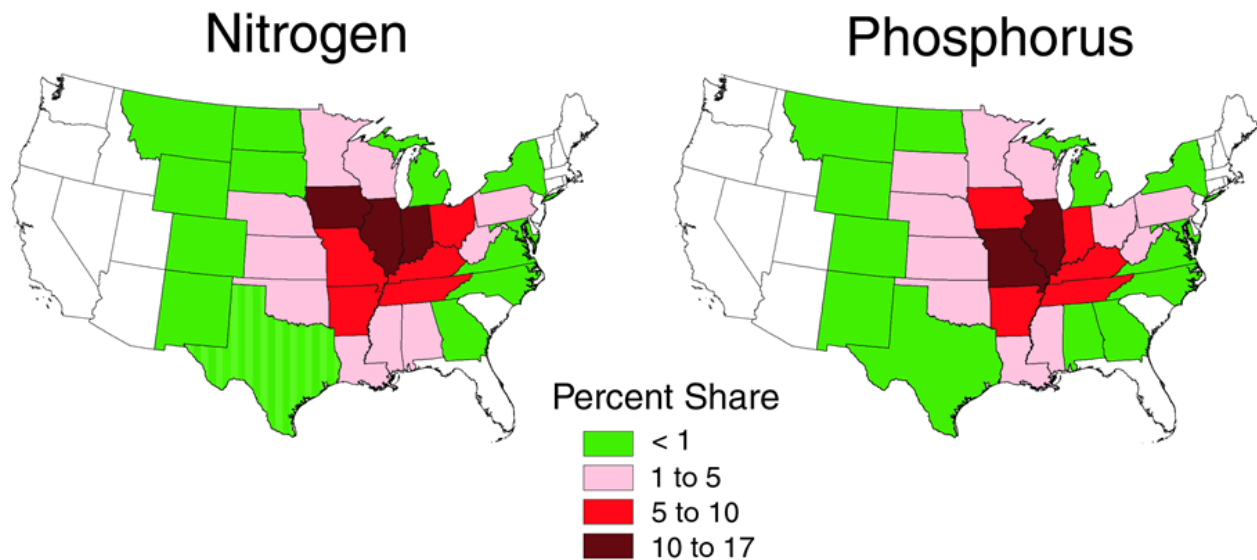 Nitrogen
Phosphorus
Percent Share
< 1
1 to 5
5 to 10
10 to 17